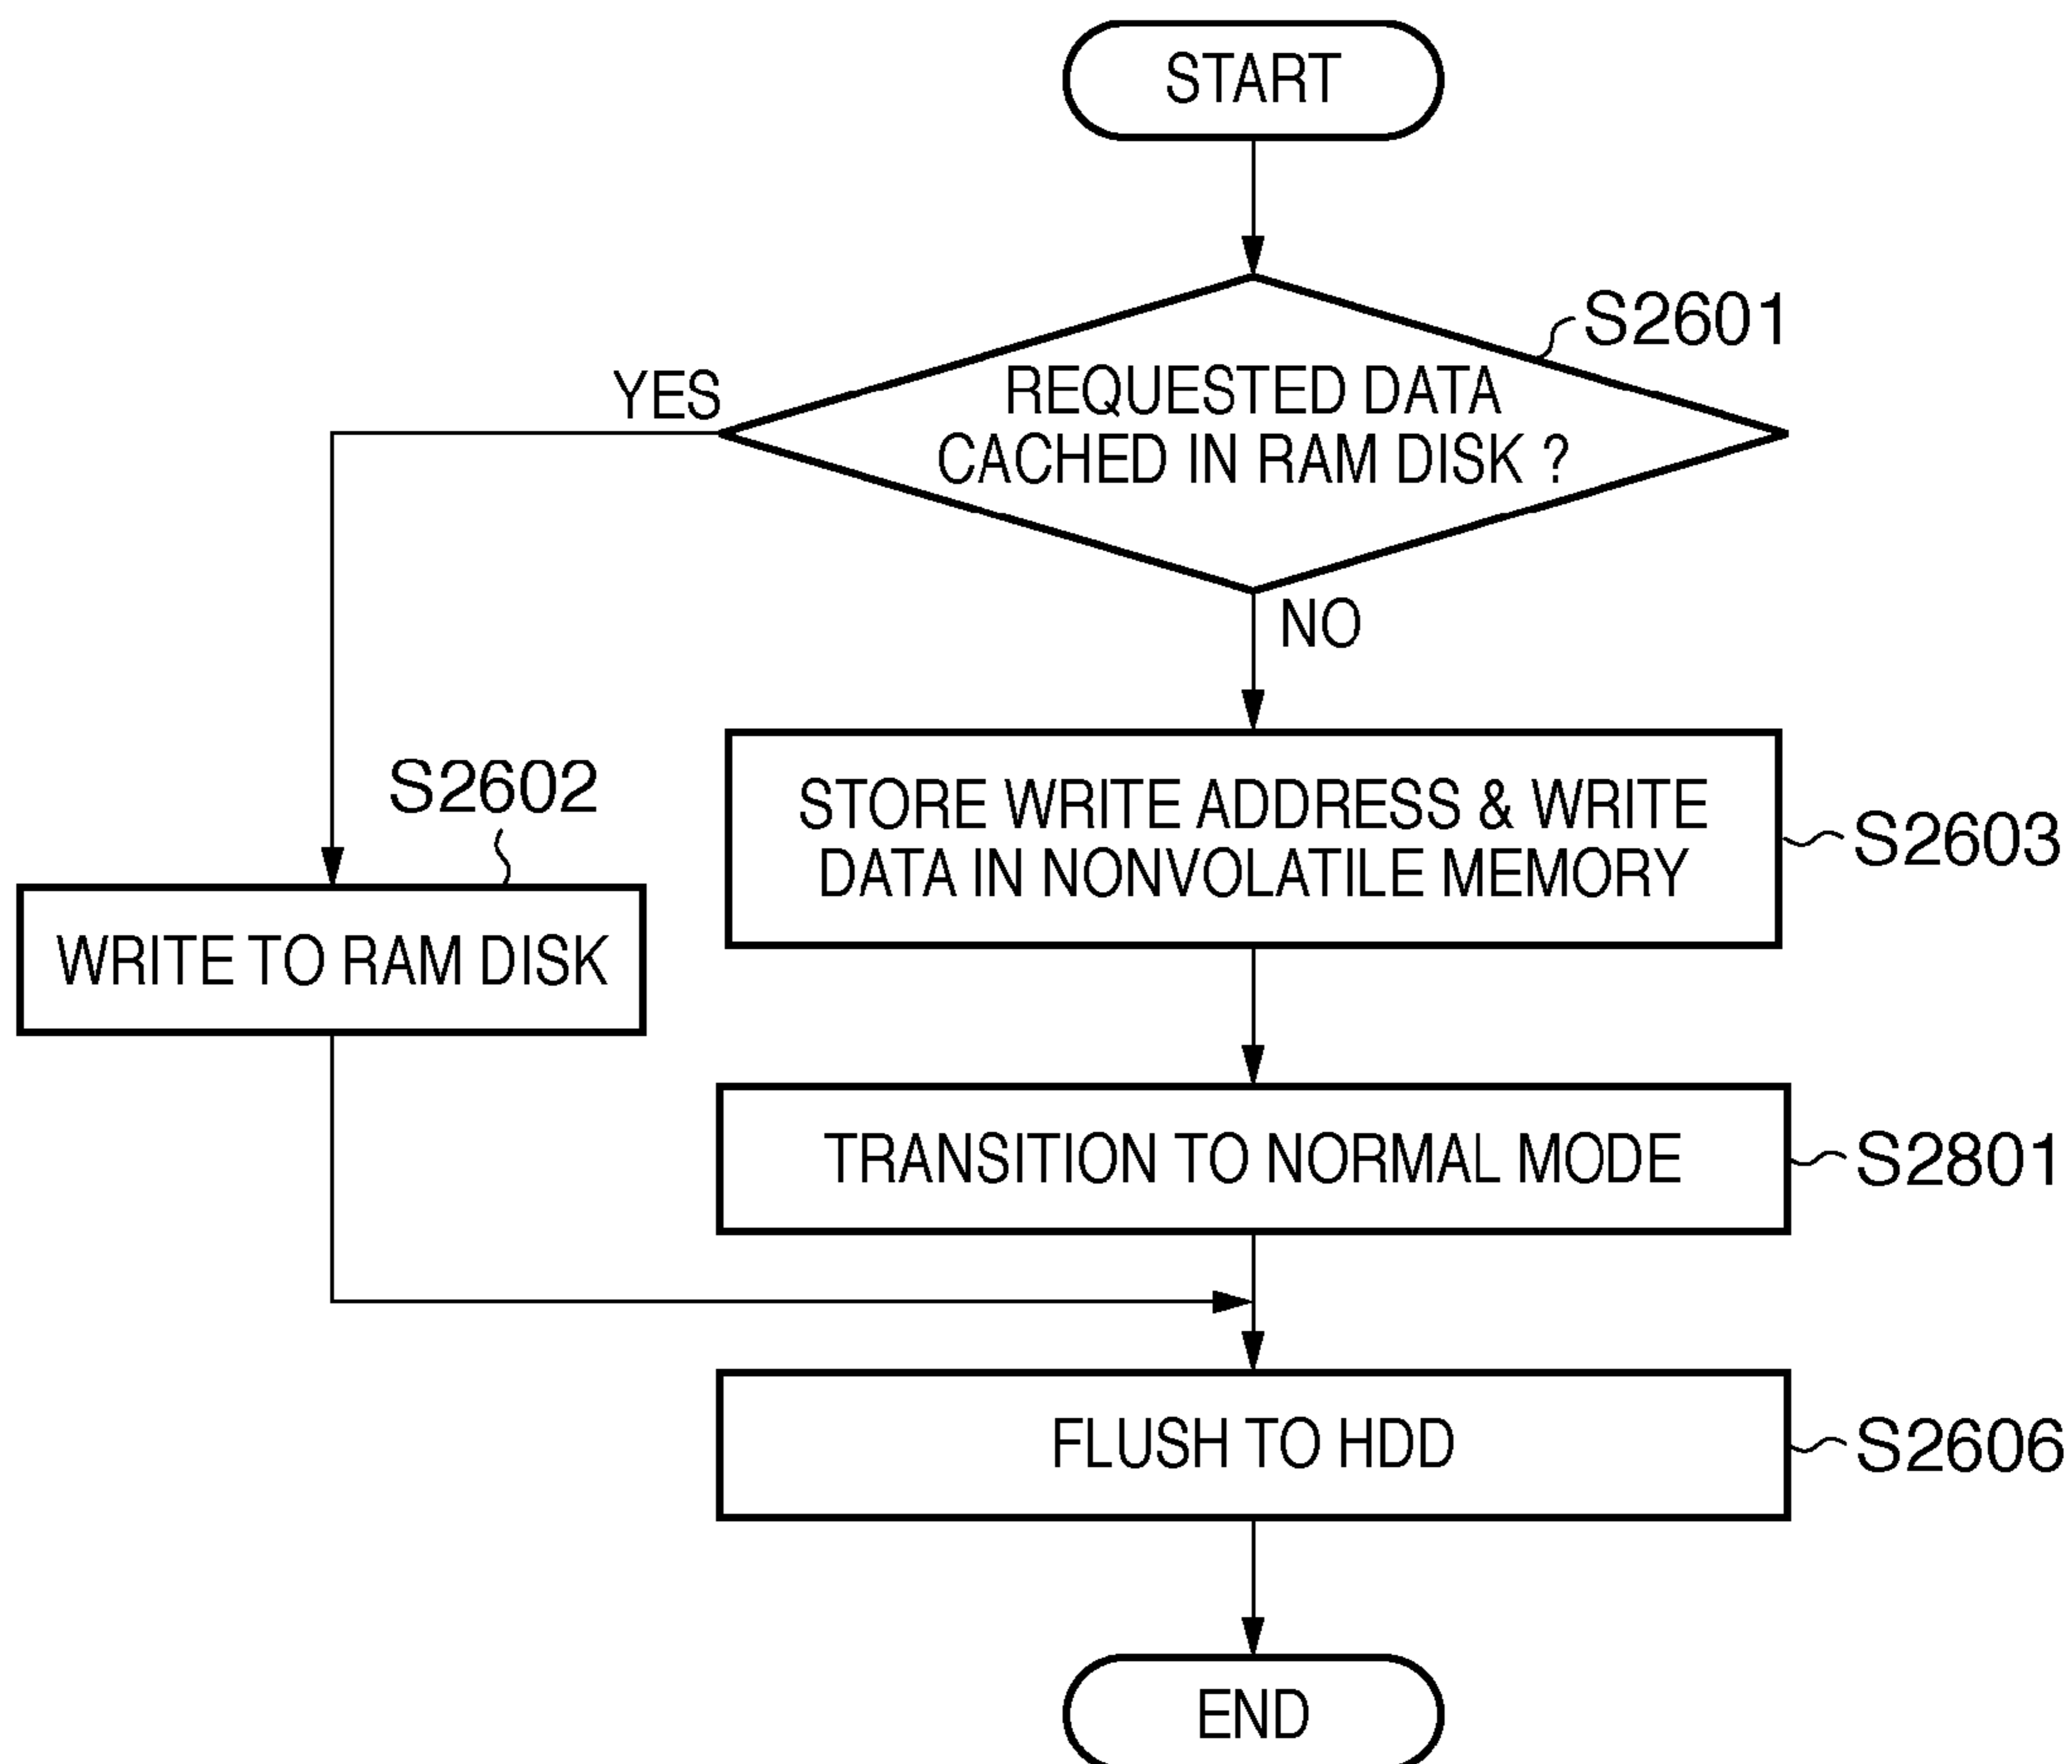 START
S2601
YES
REQUESTED DATA
CACHED IN RAM DISK ?
NO
S2602
WRITE TO RAM DISK
STORE WRITE ADDRESS & WRITE
DATA IN NONVOLATILE MEMORY
S2603
TRANSITION TO NORMAL MODE
S2801
FLUSH TO HDD
S2606
END